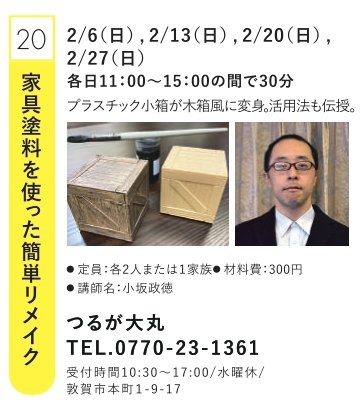 20
家具塗料を使った簡単リメイク
2/6(日), 2/13(日), 2/20(日),
2/27(日)
各日11:00〜15:00の間で30分
プラスチック小箱が木箱風に変身。活用法も伝授。
●定員:各2人または1家族●材料費:300円
●講師名:小坂政徳
つるが大丸
TEL.0770-23-1361
受付時間10:30〜17:00/水曜休/
敦賀市本町1-9-17